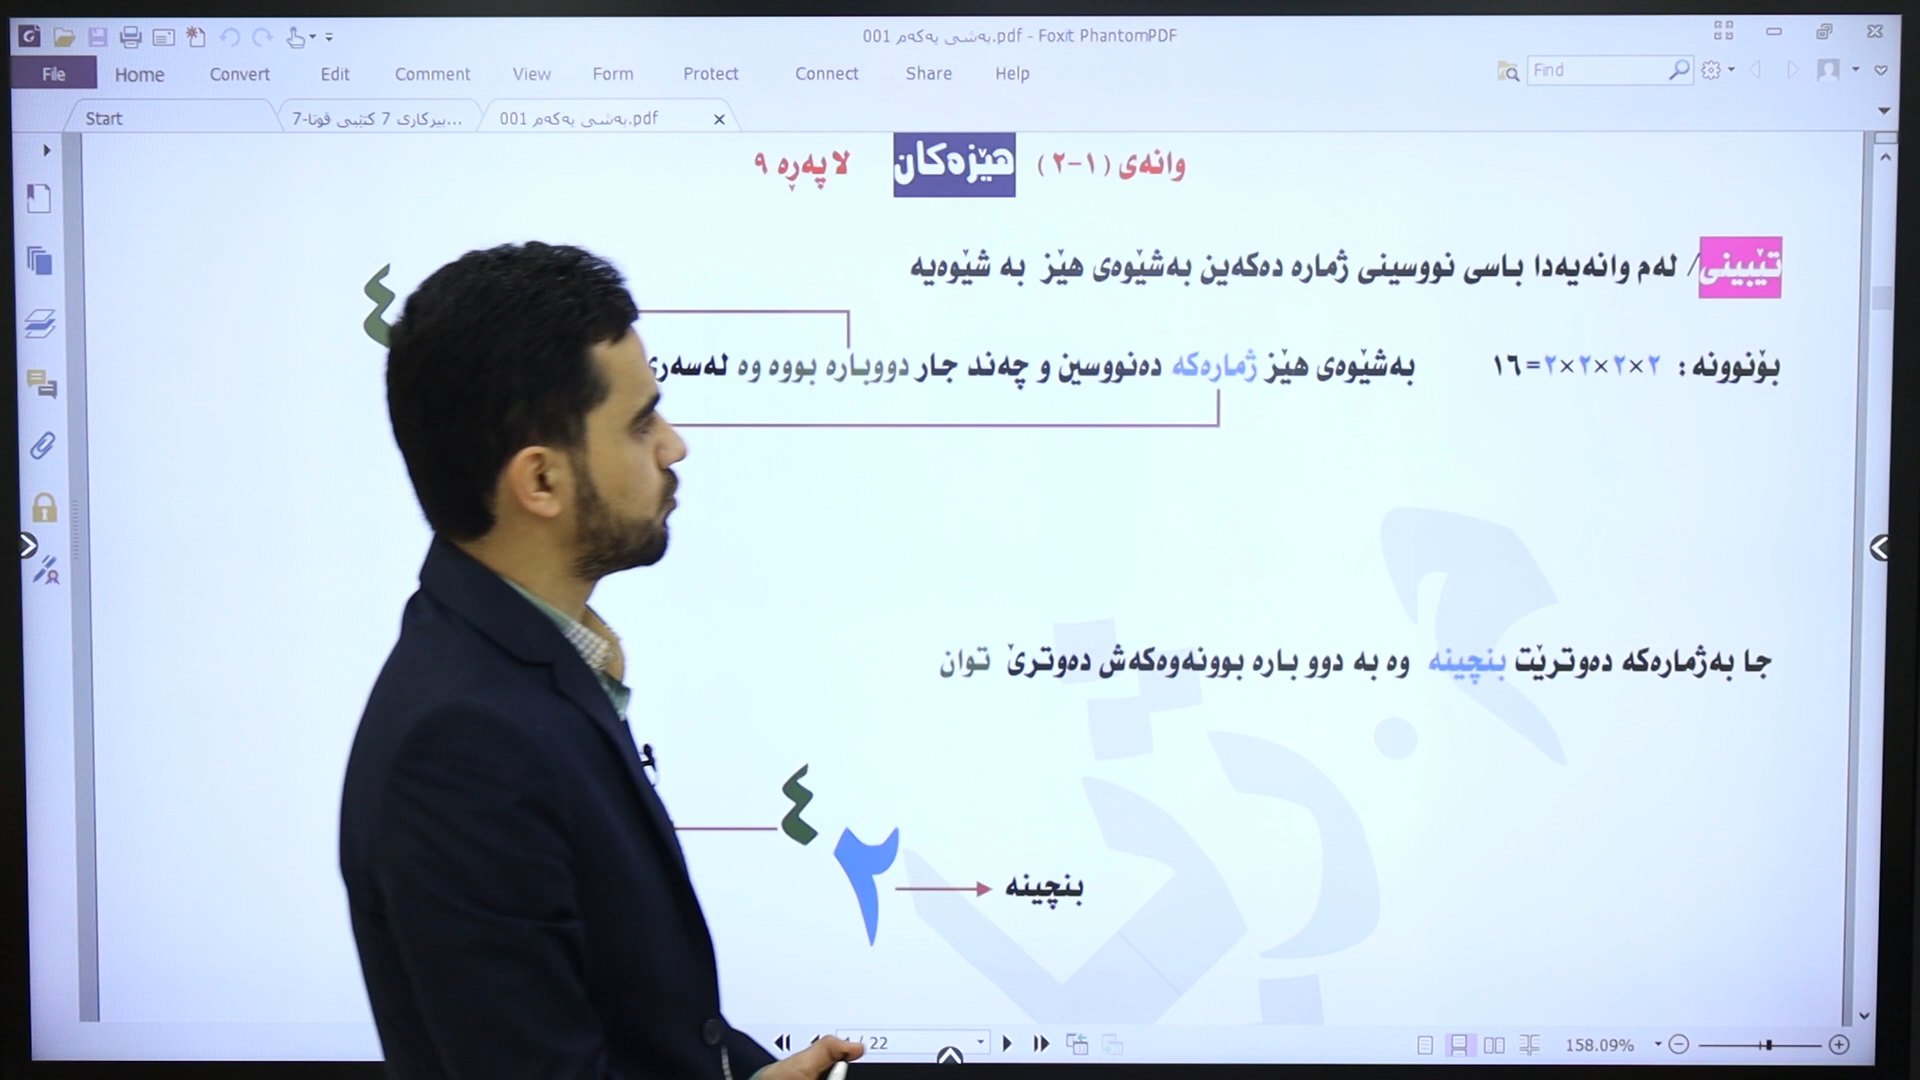 001 بەشی یەکەم.pdf - Foxit PhantomPDF
File Home Convert Edit Comment View Form Protect Connect Share Help
Find
Start
بیرکاری 7 کتێبی قوتا-7...
001 بەشی یەکەم.pdf
وانەی (١-٢) هێزەکان لاپەڕە ٩
تێبینی/ لەم وانەیەدا باسی نووسینی ژمارە دەکەین بەشێوەی هێز بە شێوەیە
٤
بۆنوونە : ٢×٢×٢×٢=١٦ بەشێوەی هێز ژمارەکە دەنووسین و چەند جار دووبارە بووە وە لەسەری
جا بەژمارەکە دەوترێت بنچینە وە بە دوو بارە بوونەوەکەش دەوترێ توان
٤
٢
بنچینە
/ 22
158.09%